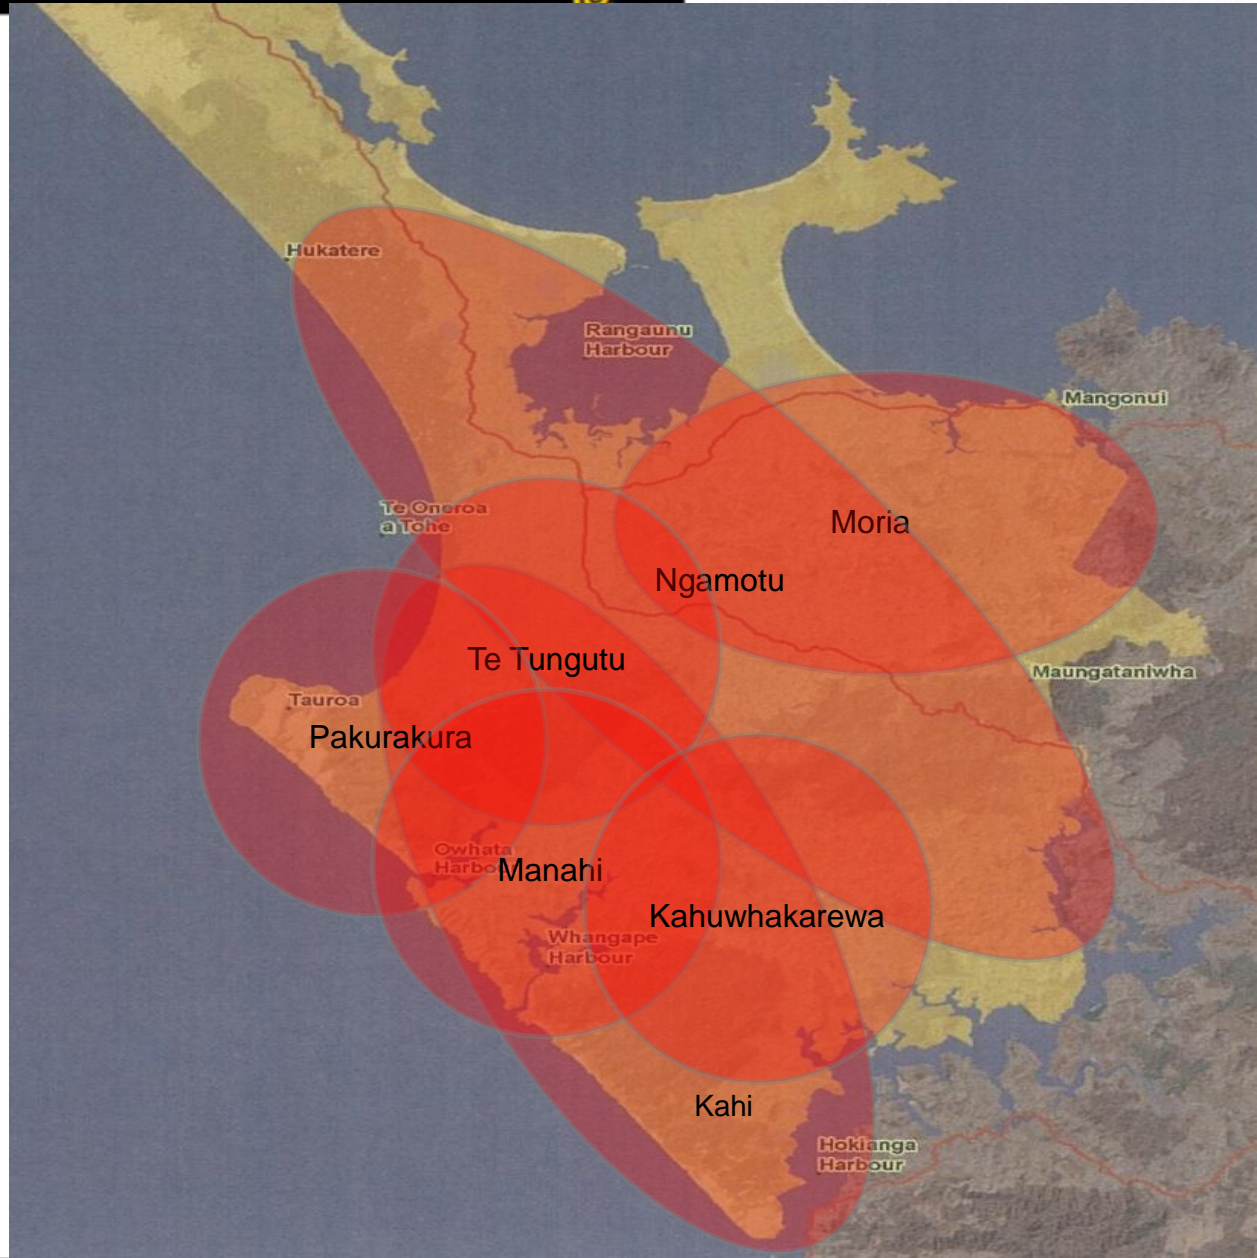 Hukatere
Rangaunu
Harbour
Mangonui
Te Oneroa
a Tohe
Moria
Ngamotu
Te Tungutu
Maungataniwha
Tauroa
Pakurakura
Owhata
Harbour
Manahi
Kahuwhakarewa
Whangape
Harbour
Kahi
Hokianga
Harbour